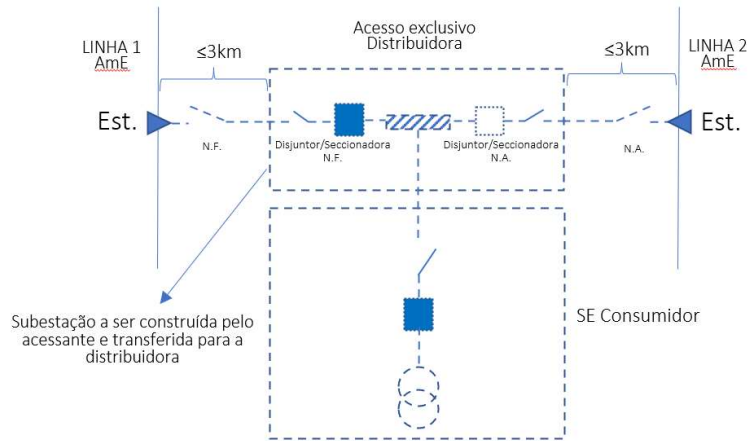 Acesso exclusivo
Distribuidora
LINHA 1
AmE
≤3km
≤3km
LINHA 2
AmE
Est.
Est.
N.F.
Disjuntor/Seccionadora
N.F.
Disjuntor/Seccionadora
N.A.
N.A.
Subestação a ser construída pelo
acessante e transferida para a
distribuidora
SE Consumidor